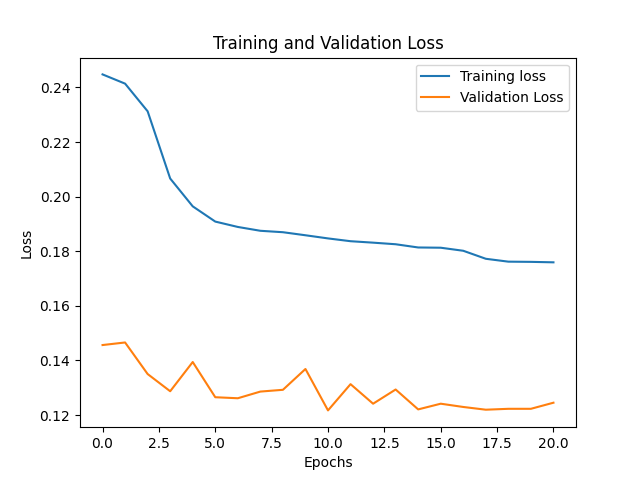 Training and Validation Loss
Training loss
Validation Loss
0.24
0.22
0.20
0.18
0.16
0.14
0.12
Loss
0.0 2.5 5.0 7.5 10.0 12.5 15.0 17.5 20.0
Epochs